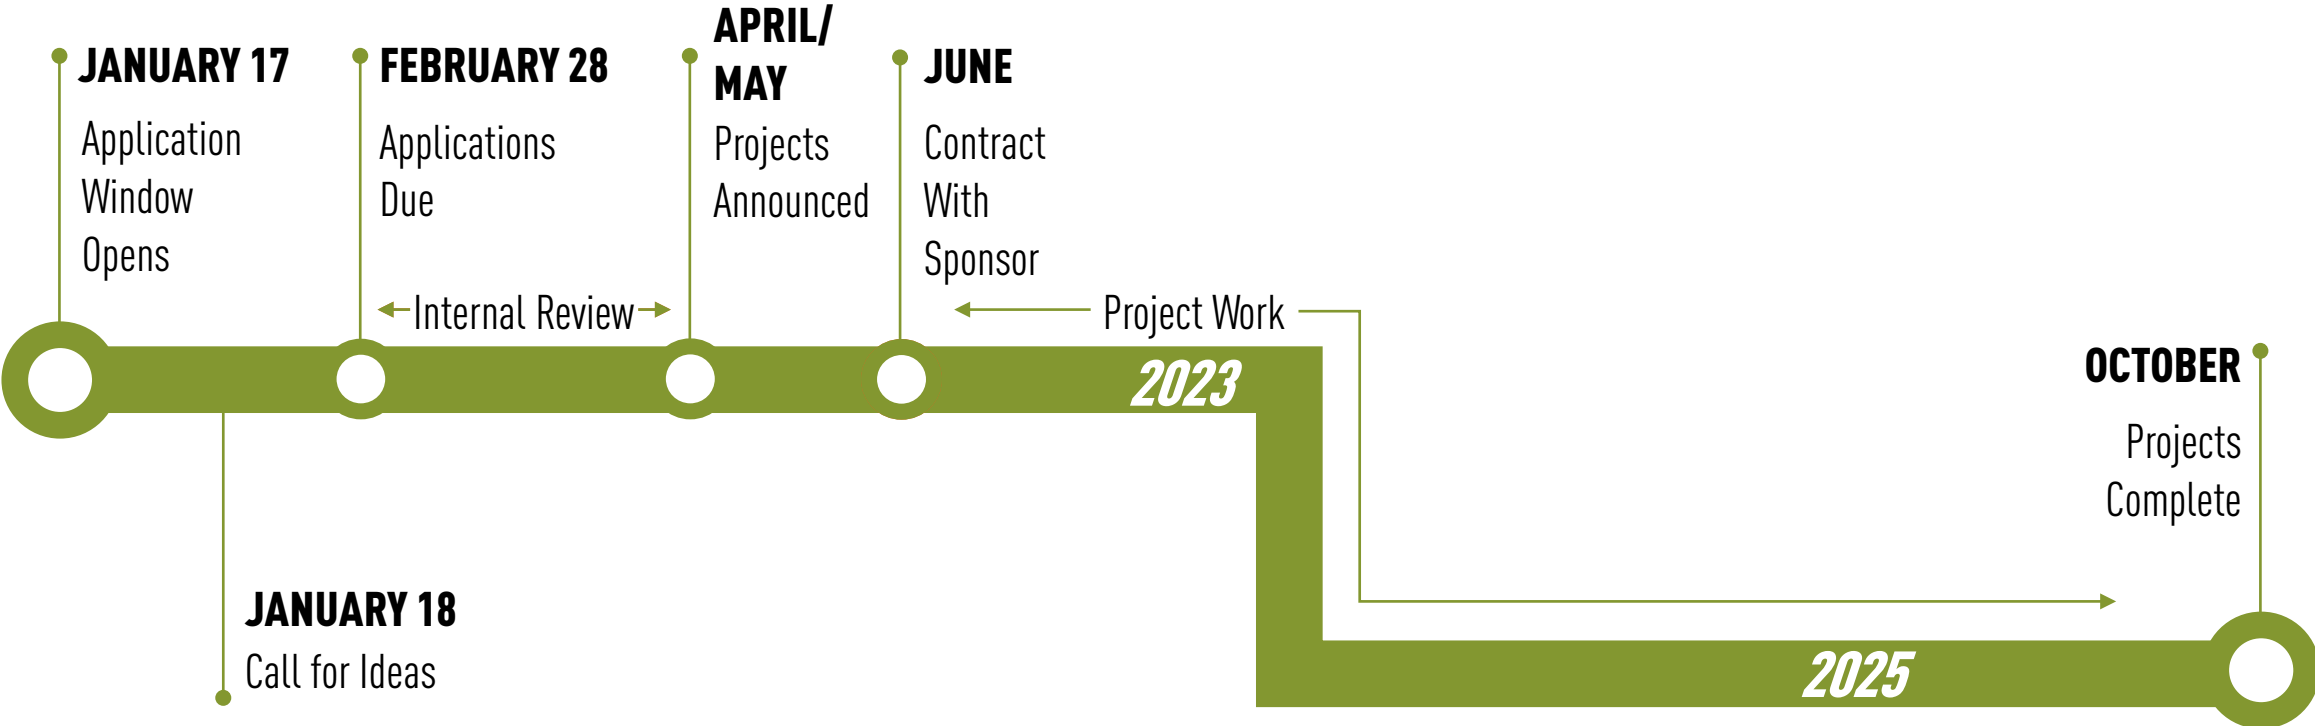 JANUARY 17
Application
Window
Opens
FEBRUARY 28
Applications
Due
APRIL/
MAY
Projects
Announced
JUNE
Contract
With
Sponsor
Internal Review
Project Work
2023
JANUARY 18
Call for Ideas
OCTOBER
Projects
Complete
2025